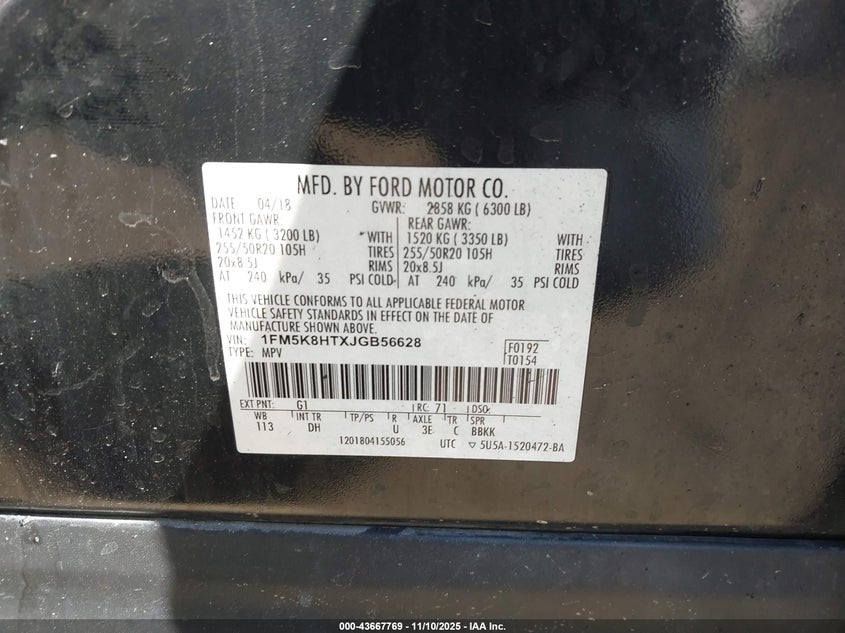 MFD. BY FORD MOTOR CO.
DATE 04/18 GVWR: 2858 KG ( 6300 LB)
FRONT GAWR: REAR GAWR:
1452 KG ( 3200 LB) WITH 1520 KG ( 3350 LB) WITH
255/50R20 105H TIRES 255/50R20 105H TIRES
20x8.5J RIMS 20x8.5J RIMS
AT 240 kPa/ 35 PSI COLD AT 240 kPa/ 35 PSI COLD
THIS VEHICLE CONFORMS TO ALL APPLICABLE FEDERAL MOTOR
VEHICLE SAFETY STANDARDS IN EFFECT ON THE DATE OF
MANUFACTURE SHOWN ABOVE.
VIN: 1FM5K8HTXJGB56628 F0192
TYPE: MPV T0154
EXT PNT: G1 RC: 71 DSO:
WB INT TR TP/PS R AXLE TR SPR
113 DH U 3E C BBKK
1201804155056 UTC ▽ 5U5A-1520472-BA
000-43667769 - 11/10/2025 - IAA Inc.